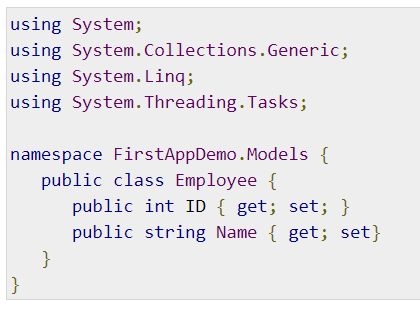 using System;
using System.Collections.Generic;
using System.Linq;
using System.Threading.Tasks;

namespace FirstAppDemo.Models {
   public class Employee {
      public int ID { get; set; }
      public string Name { get; set}
   }
}